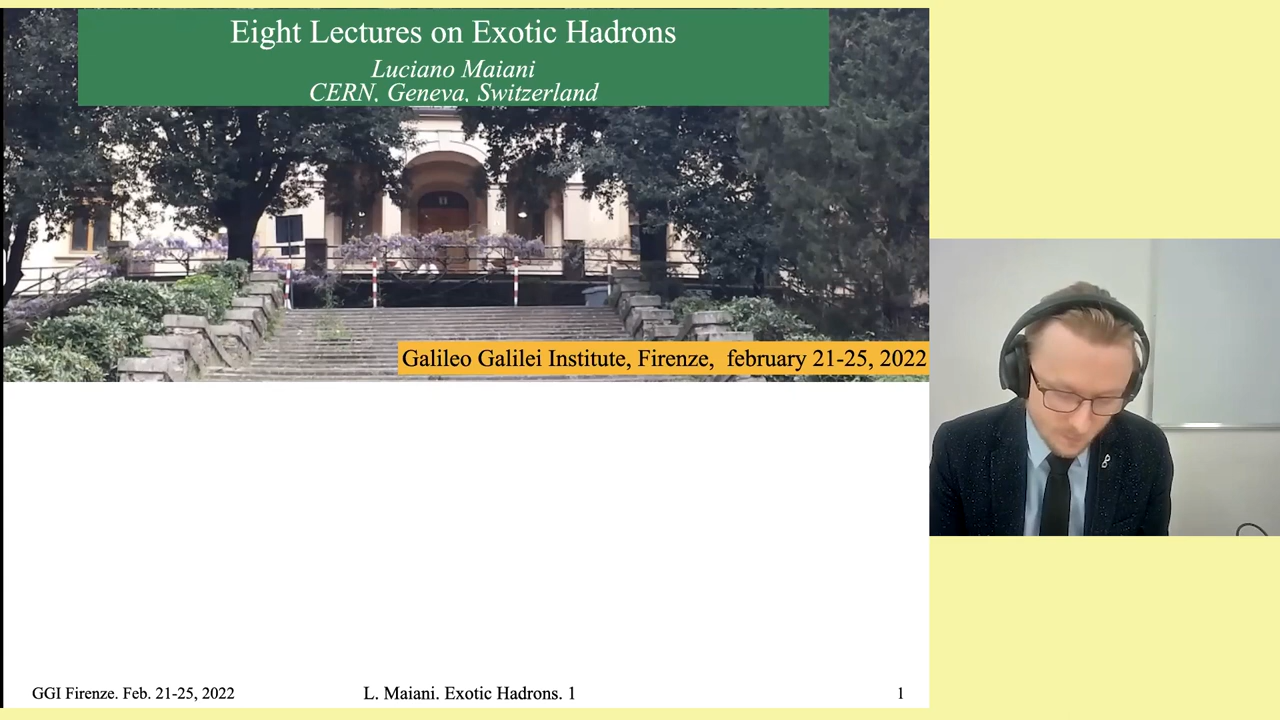 Eight Lectures on Exotic Hadrons
Luciano Maiani
CERN, Geneva, Switzerland
Galileo Galilei Institute, Firenze, february 21-25, 2022
GGI Firenze. Feb. 21-25, 2022
L. Maiani. Exotic Hadrons. 1
1